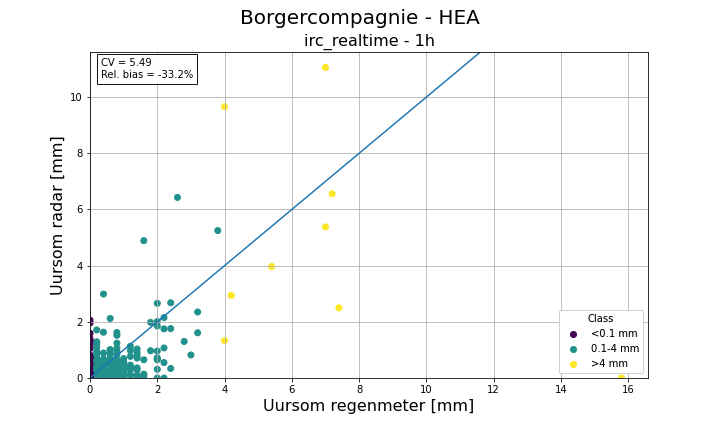 Borgercompagnie - HEA
irc_realtime - 1h
CV = 5.49
Rel. bias = -33.2%
Uursom radar [mm]
10
8
6
4
2
0
Class
<0.1 mm
0.1-4 mm
>4 mm
0 2 4 6 8 10 12 14 16
Uursom regenmeter [mm]